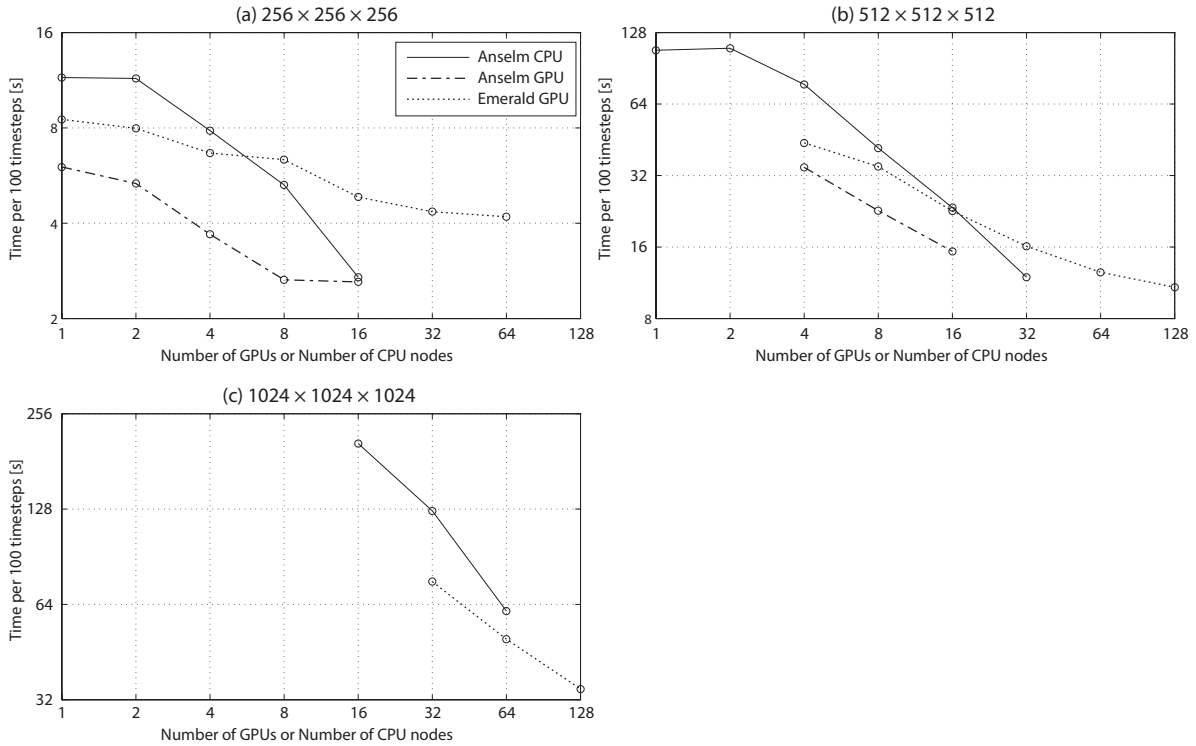 (a) 256 × 256 × 256
Time per 100 timesteps [s]
16
8
4
2
1 2 4 8 16 32 64 128
Number of GPUs or Number of CPU nodes
Anselm CPU
Anselm GPU
Emerald GPU
(b) 512 × 512 × 512
Time per 100 timesteps [s]
128
64
32
16
8
1 2 4 8 16 32 64 128
Number of GPUs or Number of CPU nodes
(c) 1024 × 1024 × 1024
Time per 100 timesteps [s]
256
128
64
32
1 2 4 8 16 32 64 128
Number of GPUs or Number of CPU nodes